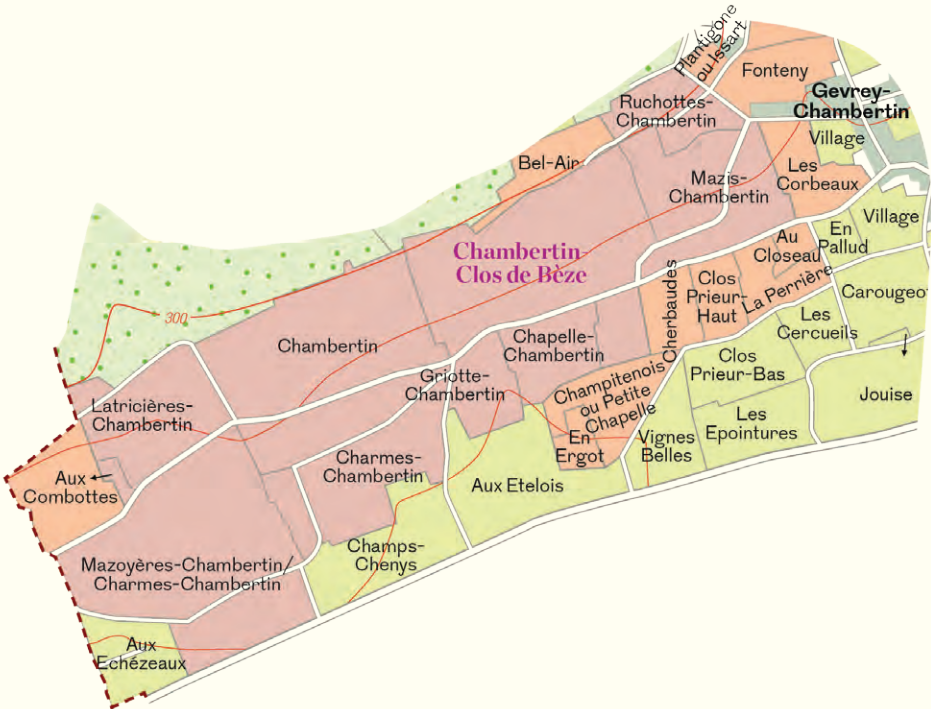 Plantigone
ou Issart
Fonteny
Gevrey-
Chambertin
Ruchottes-
Chambertin
Village
Bel-Air
Les
Corbeaux
Mazis-
Chambertin
Village
En
Pallud
Au
Closeau
Chambertin
Clos de Bèze
Clos
Prieur-
Haut
La Perrière
Carougeot
Cherbaudes
Les
Cercueils
300
Chambertin
Chapelle-
Chambertin
Clos
Prieur-Bas
Griotte-
Chambertin
Champitenois
ou Petite
Chapelle
Jouise
Latricières-
Chambertin
Les
Epointures
En
Ergot
Vignes
Belles
Charmes-
Chambertin
Aux
Combottes
Aux Etelois
Champs-
Chenys
Mazoyères-Chambertin/
Charmes-Chambertin
Aux
Echézeaux